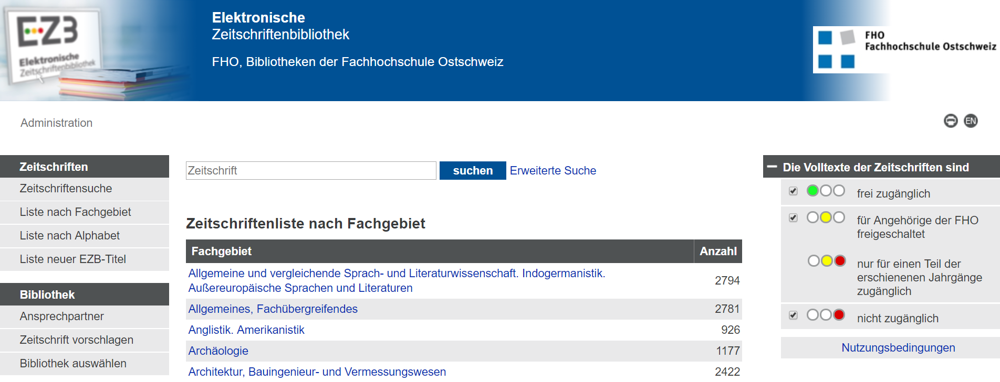 EZB
Elektronische
Zeitschriftenbibliothek
Elektronische
Zeitschriftenbibliothek
FHO, Bibliotheken der Fachhochschule Ostschweiz
FHO
Fachhochschule Ostschweiz
Administration
EN
Zeitschriften
Zeitschriftensuche
Liste nach Fachgebiet
Liste nach Alphabet
Liste neuer EZB-Titel
Bibliothek
Ansprechpartner
Zeitschrift vorschlagen
Bibliothek auswählen
Zeitschrift
suchen Erweiterte Suche
Zeitschriftenliste nach Fachgebiet
Fachgebiet Anzahl
Allgemeine und vergleichende Sprach- und Literaturwissenschaft. Indogermanistik.
Außereuropäische Sprachen und Literaturen 2794
Allgemeines, Fachübergreifendes 2781
Anglistik. Amerikanistik 926
Archäologie 1177
Architektur, Bauingenieur- und Vermessungswesen 2422
Die Volltexte der Zeitschriften sind
frei zugänglich
für Angehörige der FHO
freigeschaltet
nur für einen Teil der
erschienenen Jahrgänge
zugänglich
nicht zugänglich
Nutzungsbedingungen